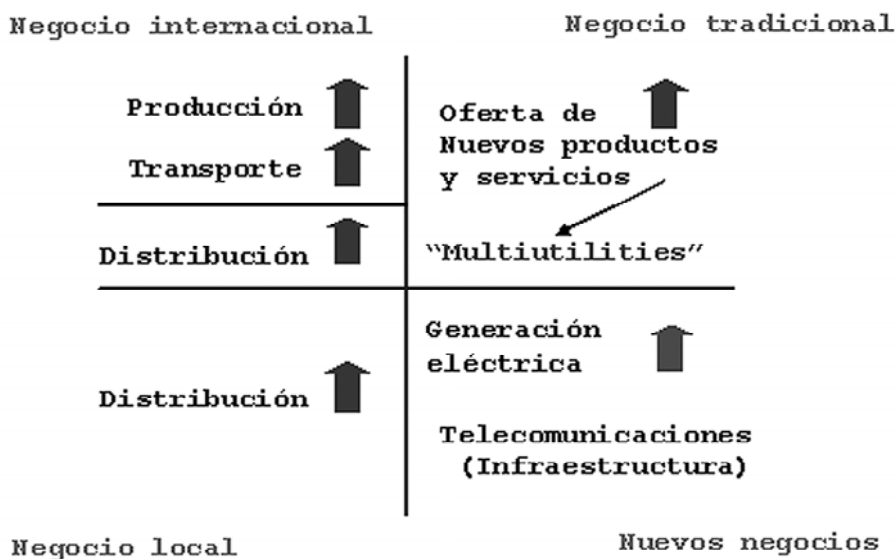 Negocio internacional
Negocio tradicional
Producción
Transporte
Distribución
Oferta de
Nuevos productos
y servicios
“Multiutilities”
Distribución
Generación
eléctrica
Telecomunicaciones
(Infraestructura)
Negocio local
Nuevos negocios